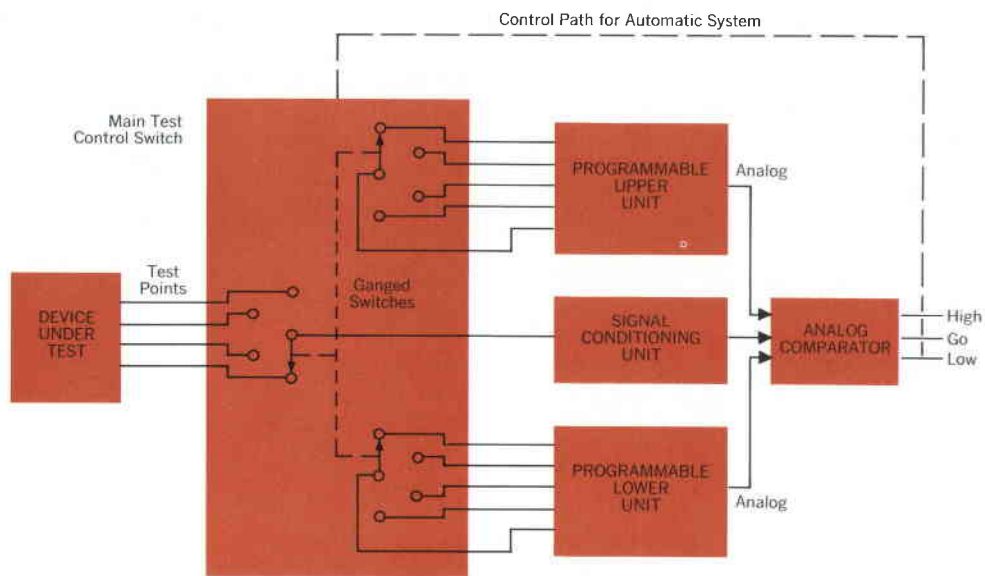 Control Path for Automatic System
Main Test
Control Switch
PROGRAMMABLE
UPPER
UNIT
Analog
Test
Points
Ganged
Switches
DEVICE
UNDER
TEST
SIGNAL
CONDITIONING
UNIT
ANALOG
COMPARATOR
High
Go
Low
PROGRAMMABLE
LOWER
UNIT
Analog